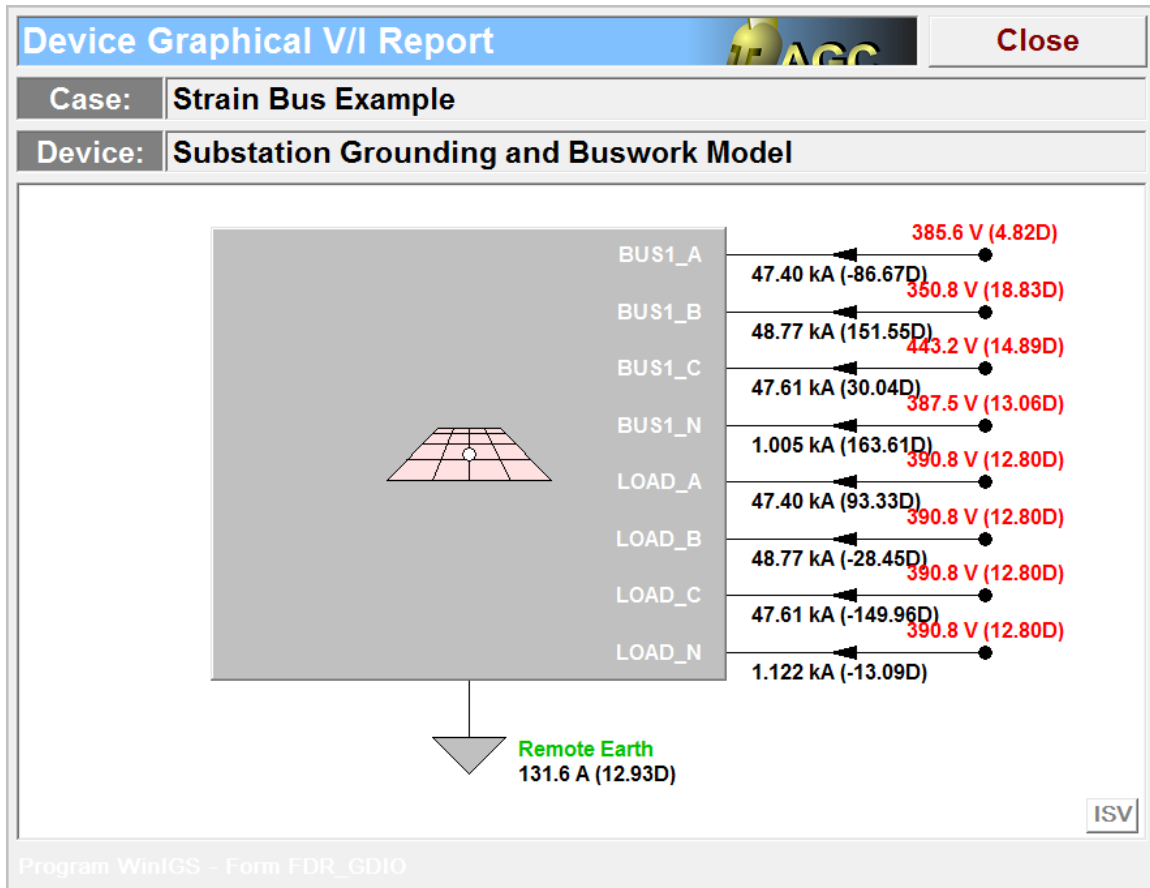 Device Graphical V/I Report
AGC
Close
Case: Strain Bus Example
Device: Substation Grounding and Buswork Model
385.6 V (4.82D)
BUS1_A
47.40 kA (-86.67D)
350.8 V (18.83D)
BUS1_B
48.77 kA (151.55D)
443.2 V (14.89D)
BUS1_C
47.61 kA (30.04D)
387.5 V (13.06D)
BUS1_N
1.005 kA (163.61D)
390.8 V (12.80D)
LOAD_A
47.40 kA (93.33D)
390.8 V (12.80D)
LOAD_B
48.77 kA (-28.45D)
390.8 V (12.80D)
LOAD_C
47.61 kA (-149.96D)
390.8 V (12.80D)
LOAD_N
1.122 kA (-13.09D)
Remote Earth
131.6 A (12.93D)
ISV
Program WinIGS - Form FDR_GDIO